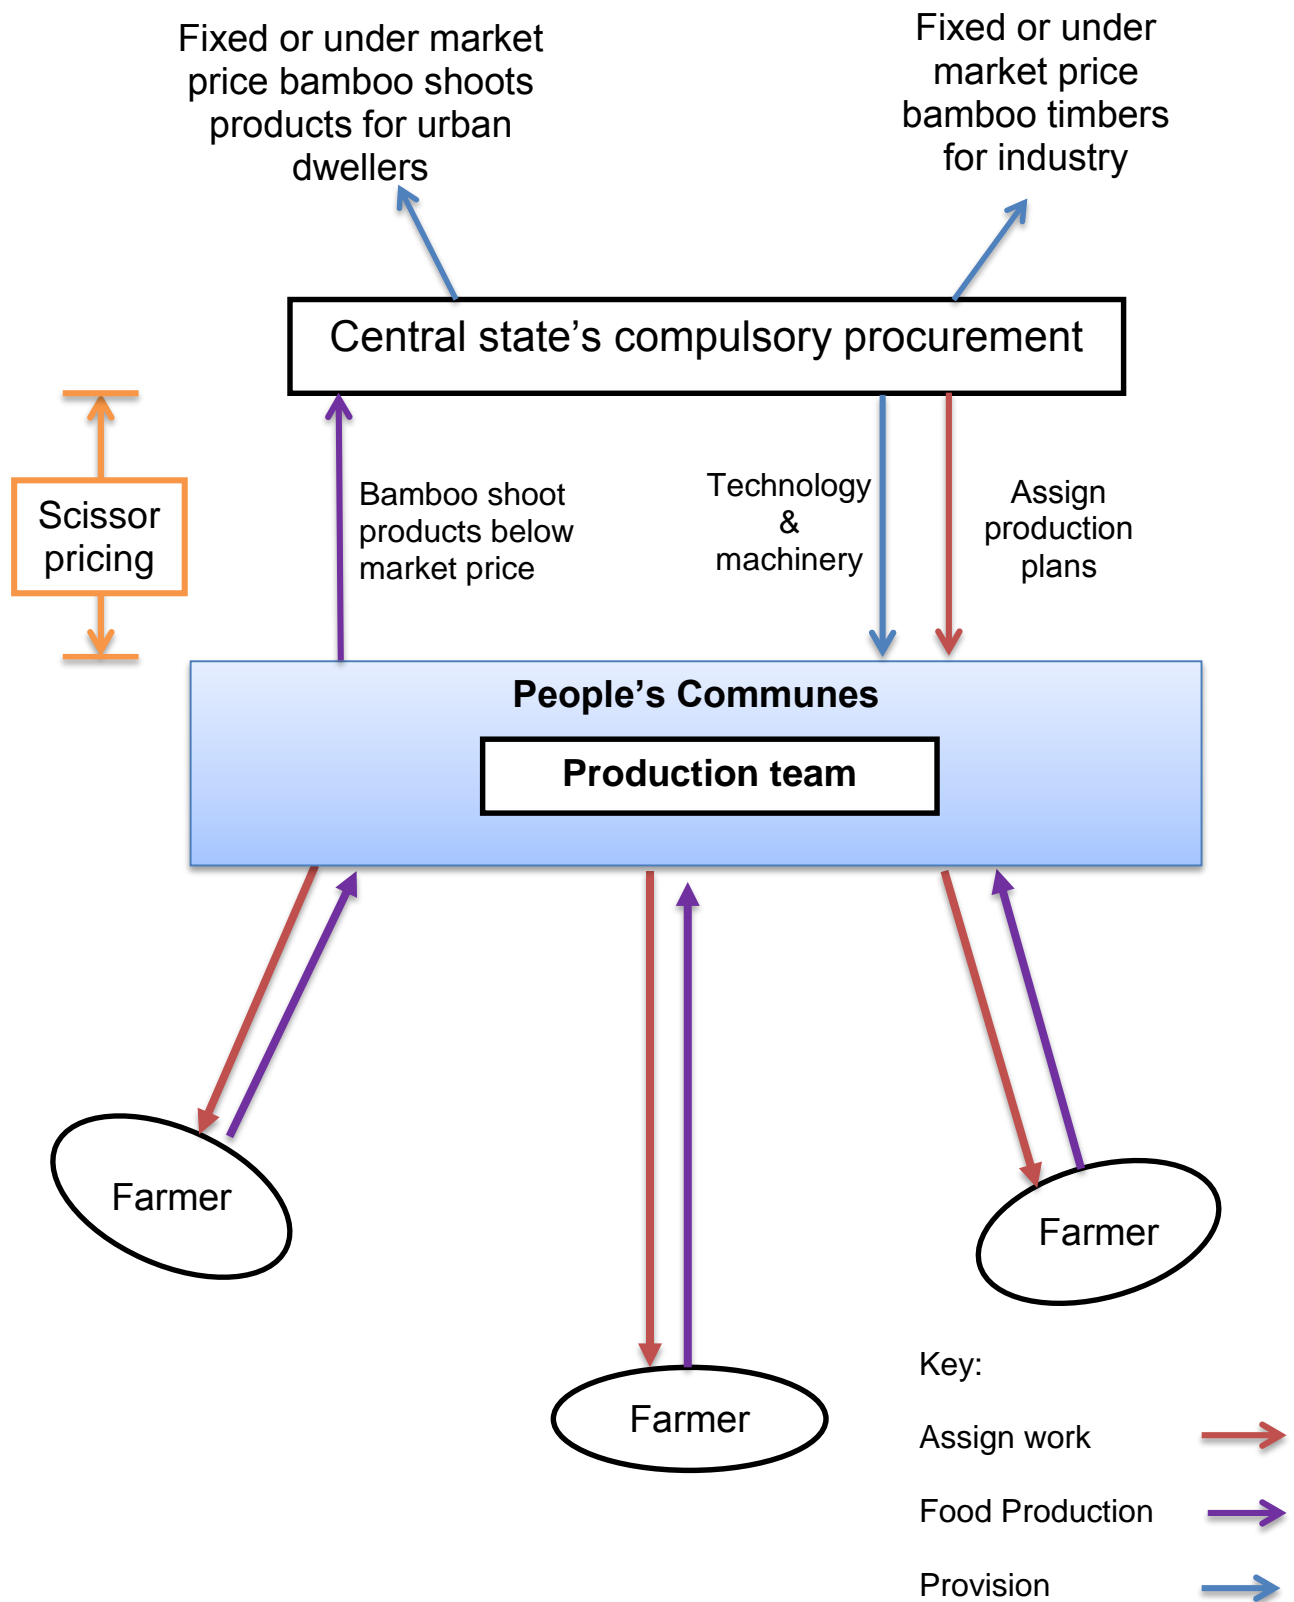 Fixed or under market
price bamboo shoots
products for urban
dwellers
Fixed or under
market price
bamboo timbers
for industry
Central state’s compulsory procurement
Scissor
pricing
Bamboo shoot
products below
market price
Technology
&
machinery
Assign
production
plans
People’s Communes
Production team
Farmer
Farmer
Farmer
Key:
Assign work
Food Production
Provision